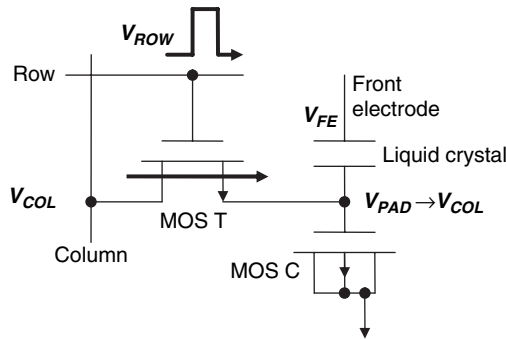 V_ROW
Row
Front
electrode
V_FE
Liquid crystal
V_COL
V_PAD → V_COL
MOS T
Column
MOS C